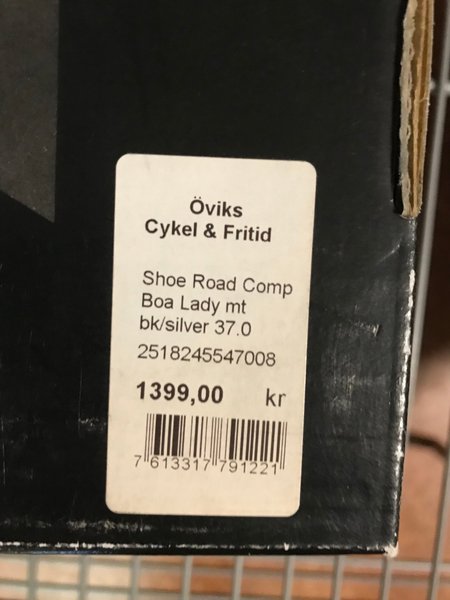 Öviks
Cykel & Fritid
Shoe Road Comp
Boa Lady mt
bk/silver 37.0
2518245547008
1399,00 kr
7 613317 791221